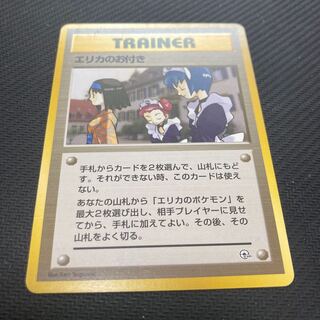 TRAINER
エリカのお付き
手札からカードを2枚選んで、山札にもど
す。それができない時、このカードは使え
ない。
あなたの山札から「エリカのポケモン」を
最大2枚選び出し、相手プレイヤーに見せ
てから、手札に加えてよい。その後、その
山札をよく切る。
Illus. Ken Sugimori